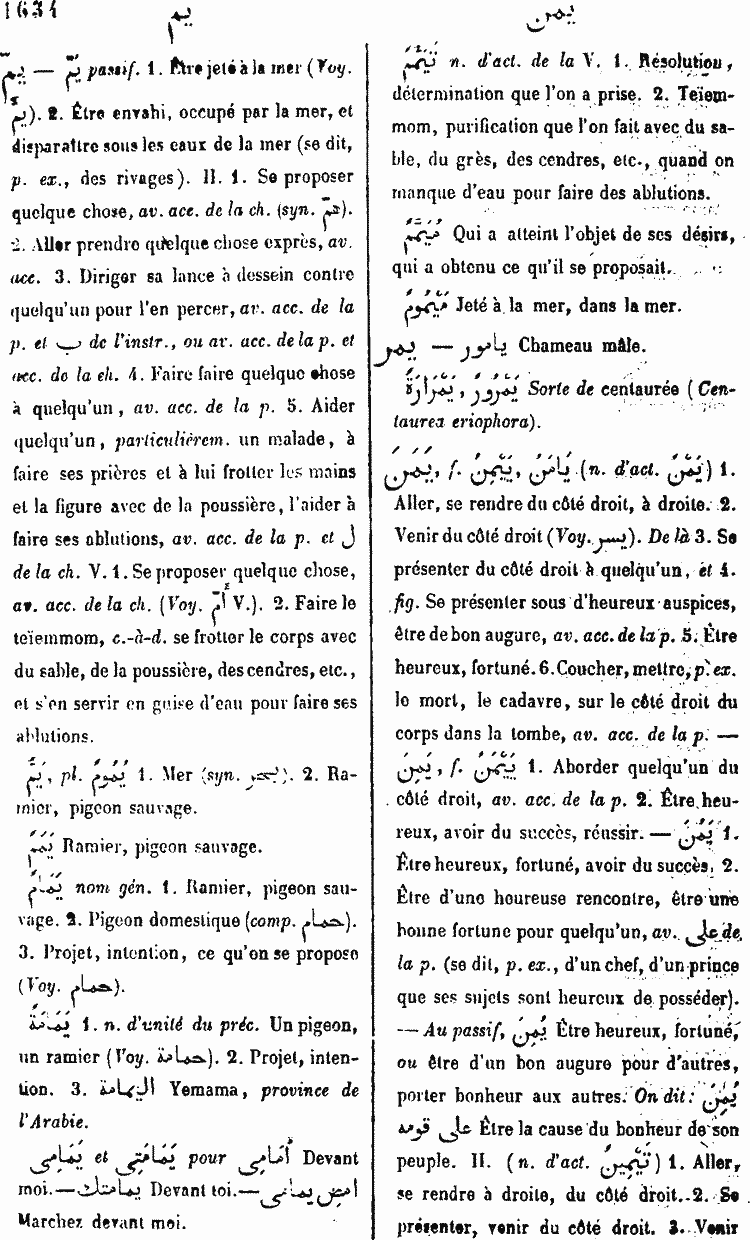 1634
يم
يمن
يمّ — يُمَّ passif. 1. Être jeté à la mer (Voy.
يمّ). 2. Être envahi, occupé par la mer, et
disparaître sous les eaux de la mer (se dit,
p. ex., des rivages). II. 1. Se proposer
quelque chose, av. acc. de la ch. (syn. همّ).
2. Aller prendre quelque chose exprès, av.
acc. 3. Diriger sa lance à dessein contre
quelqu'un pour l'en percer, av. acc. de la
p. et ب de l'instr., ou av. acc. de la p. et
acc. de la ch. 4. Faire faire quelque chose
à quelqu'un, av. acc. de la p. 5. Aider
quelqu'un, particulièrem. un malade, à
faire ses prières et à lui frotter les mains
et la figure avec de la poussière, l'aider à
faire ses ablutions, av. acc. de la p. et ل
de la ch. V. 1. Se proposer quelque chose,
av. acc. de la ch. (Voy. أمّ V.). 2. Faire le
teïemmom, c.-à-d. se frotter le corps avec
du sable, de la poussière, des cendres, etc.,
et s'en servir en guise d'eau pour faire ses
ablutions.
يَمٌّ, pl. يُمُومٌ 1. Mer (syn. بحر). 2. Ra-
mier, pigeon sauvage.
يَمَمٌ Ramier, pigeon sauvage.
يَمَامٌ nom gén. 1. Ramier, pigeon sau-
vage. 2. Pigeon domestique (comp. حمام).
3. Projet, intention, ce qu'on se propose
(Voy. حمام).
يَمَامَةٌ 1. n. d'unité du préc. Un pigeon,
un ramier (Voy. حمامة). 2. Projet, inten-
tion. 3. اليمامة Yemama, province de
l'Arabie.
يَمَامِى et يَمَامَتِى pour أَمَامِى Devant
moi. — يمامتك Devant toi. — امض يمامى
Marchez devant moi.
تَيَمُّمٌ n. d'act. de la V. 1. Résolution,
détermination que l'on a prise. 2. Teïem-
mom, purification que l'on fait avec du sa-
ble, du grès, des cendres, etc., quand on
manque d'eau pour faire des ablutions.
مُيَمَّمٌ Qui a atteint l'objet de ses désirs,
qui a obtenu ce qu'il se proposait.
مَيْمُومٌ Jeté à la mer, dans la mer.
يمر — يامور Chameau mâle.
يَمْرُورٌ, يَمْرَارَةٌ Sorte de centaurée (Cen-
taurea eriophora).
يَمَنَ, f. يَيْمِنُ, يَامَنُ (n. d'act. يَمْنٌ) 1.
Aller, se rendre du côté droit, à droite. 2.
Venir du côté droit (Voy. يسر). De là 3. Se
présenter du côté droit à quelqu'un, et 4.
fig. Se présenter sous d'heureux auspices,
être de bon augure, av. acc. de la p. 5. Être
heureux, fortuné. 6. Coucher, mettre, p. ex.
le mort, le cadavre, sur le côté droit du
corps dans la tombe, av. acc. de la p. —
يَمِنَ, f. يَيْمَنُ 1. Aborder quelqu'un du
côté droit, av. acc. de la p. 2. Être heu-
reux, avoir du succès, réussir. — يَمُنَ 1.
Être heureux, fortuné, avoir du succès. 2.
Être d'une heureuse rencontre, être une
bonne fortune pour quelqu'un, av. على de
la p. (se dit, p. ex., d'un chef, d'un prince
que ses sujets sont heureux de posséder).
— Au passif, يُمِنَ Être heureux, fortuné,
ou être d'un bon augure pour d'autres,
porter bonheur aux autres. On dit: يُمِنَ
على قومه Être la cause du bonheur de son
peuple. II. (n. d'act. تَيْمِينٌ) 1. Aller,
se rendre à droite, du côté droit. 2. Se
présenter, venir du côté droit. 3. Venir